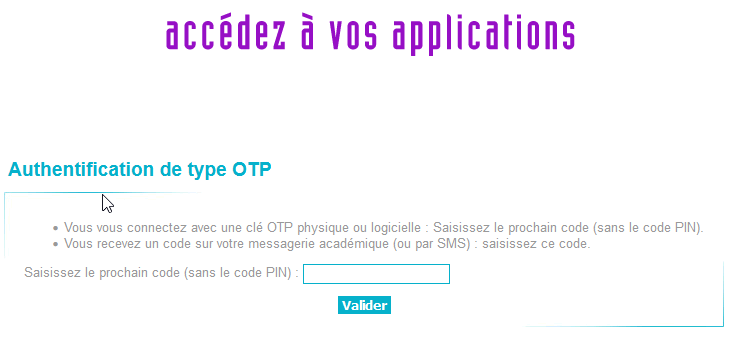 accédez à vos applications
Authentification de type OTP
Vous vous connectez avec une clé OTP physique ou logicielle : Saisissez le prochain code (sans le code PIN).
Vous recevez un code sur votre messagerie académique (ou par SMS) : saisissez ce code.
Saisissez le prochain code (sans le code PIN) :
Valider